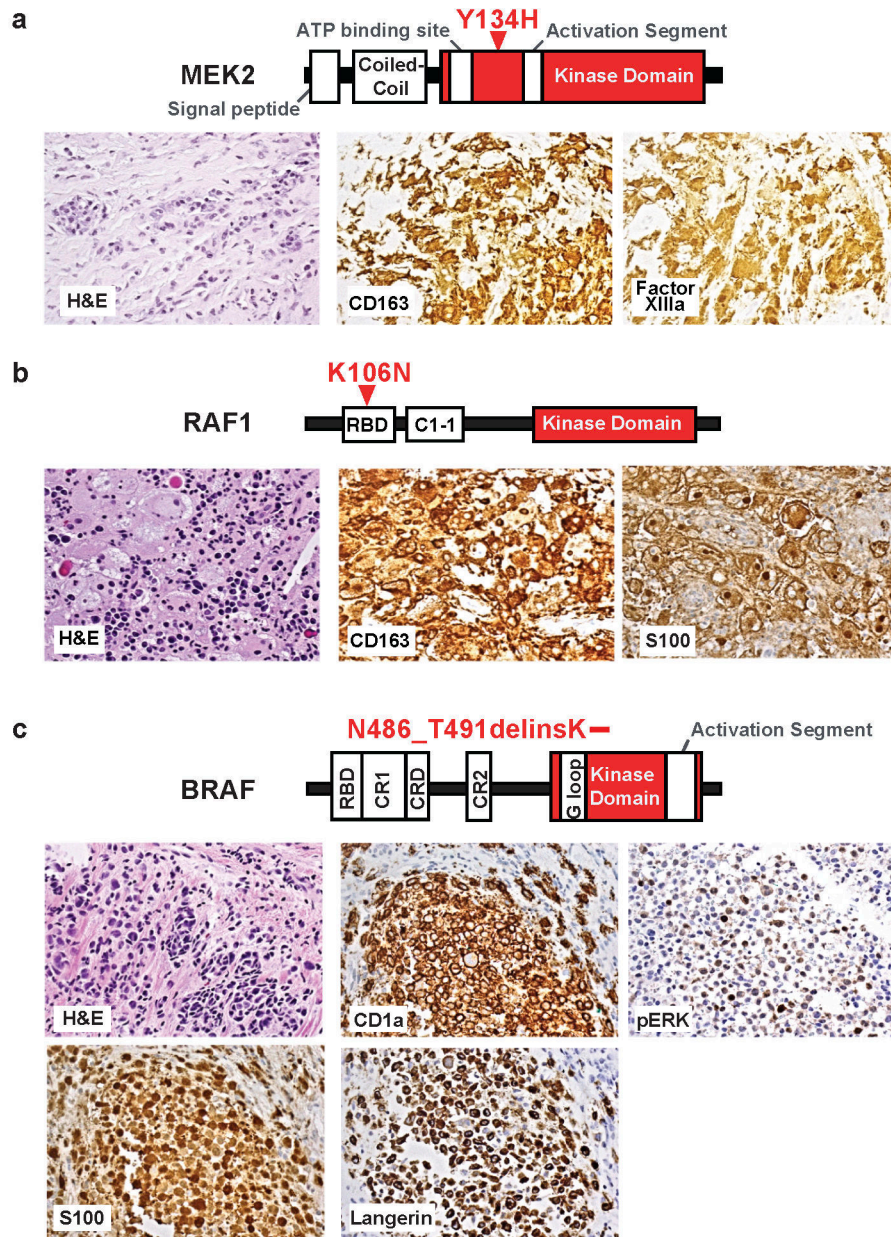 a
Y134H
ATP binding site
Activation Segment
MEK2
Coiled-
Coil
Kinase Domain
Signal peptide
H&E
CD163
Factor
XIIIa
b
K106N
RAF1
RBD
C1-1
Kinase Domain
H&E
CD163
S100
c
N486_T491delinsK
Activation Segment
BRAF
RBD
CR1
CRD
CR2
G loop
Kinase
Domain
H&E
CD1a
pERK
S100
Langerin